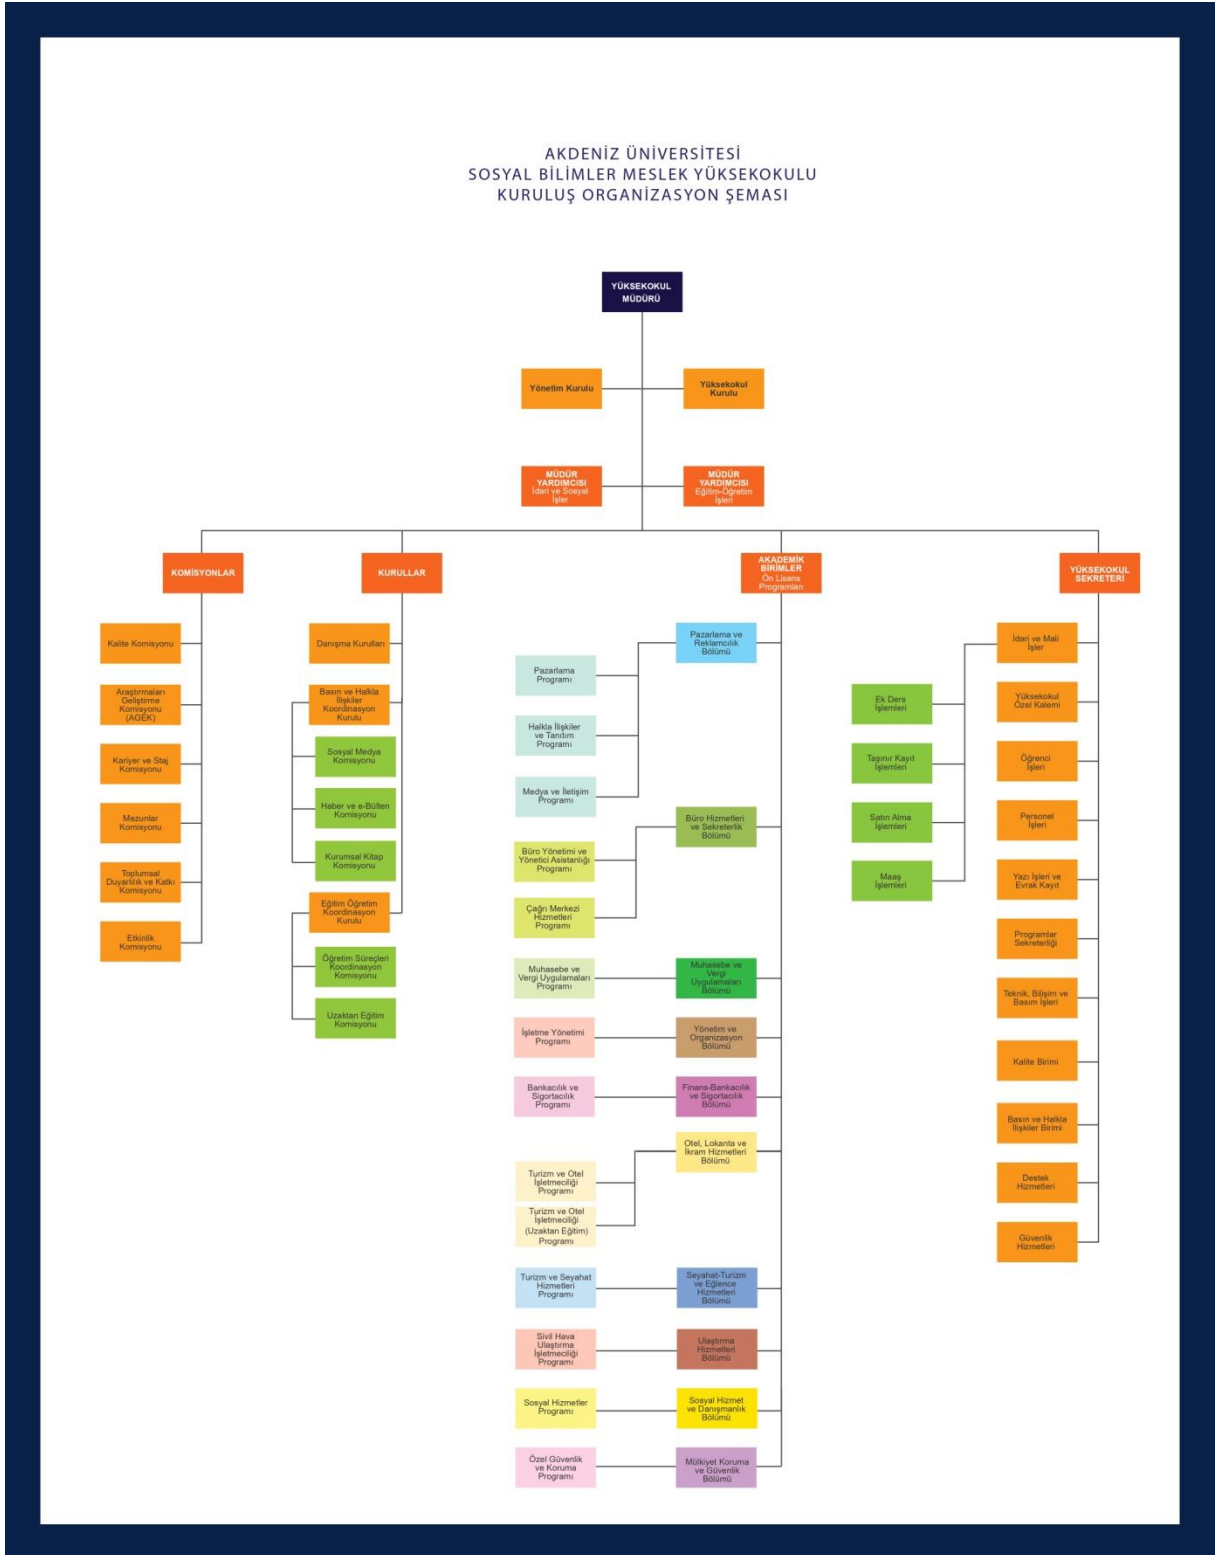 AKDENİZ ÜNİVERSİTESİ
SOSYAL BİLİMLER MESLEK YÜKSEKOKULU
KURULUŞ ORGANİZASYON ŞEMASI
YÜKSEKOKUL
MÜDÜRÜ
Yönetim Kurulu
Yüksekokul
Kurulu
MÜDÜR
YARDIMCISI
İdari ve Sosyal
İşler
MÜDÜR
YARDIMCISI
Eğitim-Öğretim
İşleri
KOMİSYONLAR
Kalite Komisyonu
Araştırmaları
Geliştirme
Komisyonu
(AGEK)
Kariyer ve Staj
Komisyonu
Mezunlar
Komisyonu
Toplumsal
Duyarlılık ve Katkı
Komisyonu
Etkinlik
Komisyonu
KURULLAR
Danışma Kurulları
Basın ve Halkla
İlişkiler
Koordinasyon
Kurulu
Sosyal Medya
Komisyonu
Haber ve e-Bülten
Komisyonu
Kurumsal Kitap
Komisyonu
Eğitim Öğretim
Koordinasyon
Kurulu
Öğretim Süreçleri
Koordinasyon
Komisyonu
Uzaktan Eğitim
Komisyonu
AKADEMİK
BİRİMLER
Ön Lisans
Programları
Pazarlama ve
Reklamcılık
Bölümü
Pazarlama
Programı
Halkla İlişkiler
ve Tanıtım
Programı
Medya ve İletişim
Programı
Büro Hizmetleri
ve Sekreterlik
Bölümü
Büro Yönetimi ve
Yönetici Asistanlığı
Programı
Çağrı Merkezi
Hizmetleri
Programı
Muhasebe ve
Vergi
Uygulamaları
Bölümü
Muhasebe ve
Vergi Uygulamaları
Programı
Yönetim ve
Organizasyon
Bölümü
İşletme Yönetimi
Programı
Finans-Bankacılık
ve Sigortacılık
Bölümü
Bankacılık ve
Sigortacılık
Programı
Otel, Lokanta ve
İkram Hizmetleri
Bölümü
Turizm ve Otel
İşletmeciliği
Programı
Turizm ve Otel
İşletmeciliği
(Uzaktan Eğitim)
Programı
Seyahat-Turizm
ve Eğlence
Hizmetleri
Bölümü
Turizm ve Seyahat
Hizmetleri
Programı
Ulaştırma
Hizmetleri
Bölümü
Sivil Hava
Ulaştırma
İşletmeciliği
Programı
Sosyal Hizmet
ve Danışmanlık
Bölümü
Sosyal Hizmetler
Programı
Mülkiyet Koruma
ve Güvenlik
Bölümü
Özel Güvenlik
ve Koruma
Programı
YÜKSEKOKUL
SEKRETERİ
İdari ve Mali
İşler
Ek Ders
İşlemleri
Taşınır Kayıt
İşlemleri
Satın Alma
İşlemleri
Maaş
İşlemleri
Yüksekokul
Özel Kalemi
Öğrenci
İşleri
Personel
İşleri
Yazı İşleri ve
Evrak Kayıt
Programlar
Sekreterliği
Teknik, Bilişim ve
Basım İşleri
Kalite Birimi
Basın ve Halkla
İlişkiler Birimi
Destek
Hizmetleri
Güvenlik
Hizmetleri